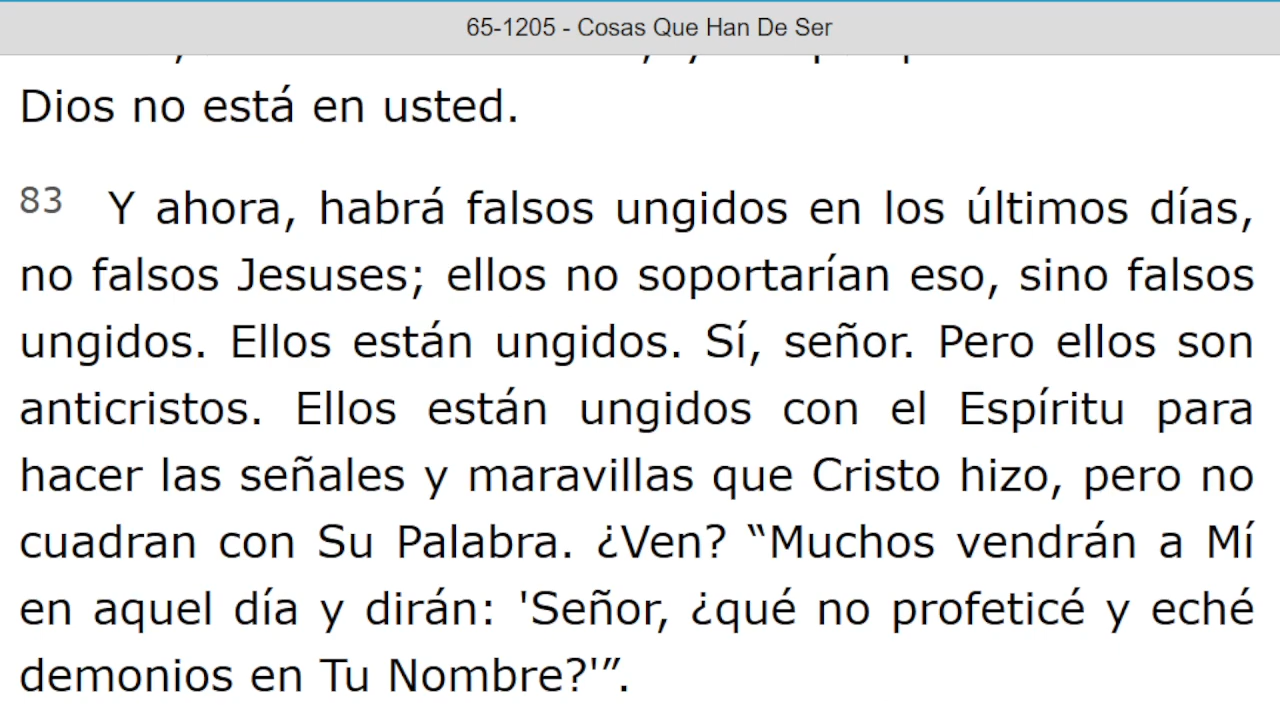 65-1205 - Cosas Que Han De Ser
Dios no está en usted.
83 Y ahora, habrá falsos ungidos en los últimos días,
no falsos Jesuses; ellos no soportarían eso, sino falsos
ungidos. Ellos están ungidos. Sí, señor. Pero ellos son
anticristos. Ellos están ungidos con el Espíritu para
hacer las señales y maravillas que Cristo hizo, pero no
cuadran con Su Palabra. ¿Ven? “Muchos vendrán a Mí
en aquel día y dirán: 'Señor, ¿qué no profeticé y eché
demonios en Tu Nombre?'”.